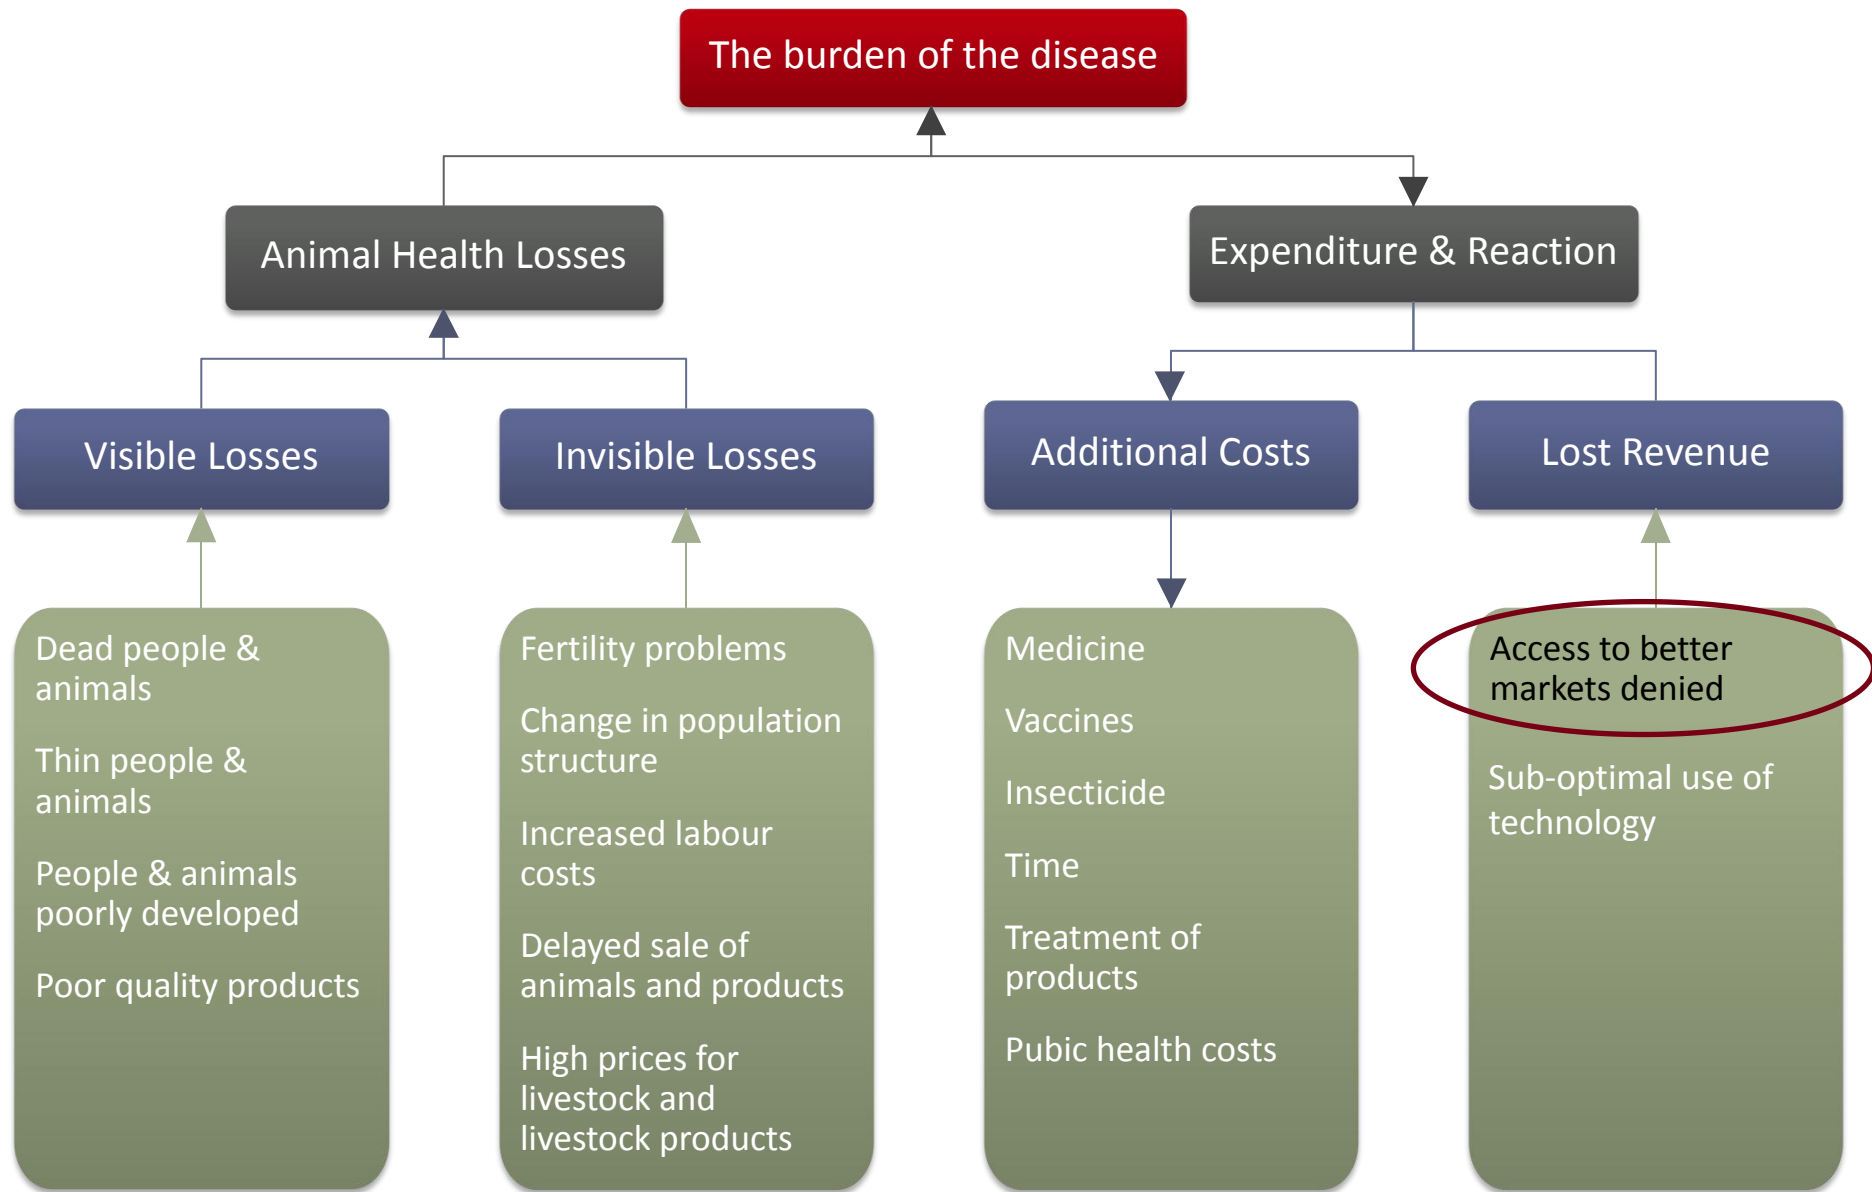 The burden of the disease
Animal Health Losses
Expenditure & Reaction
Visible Losses
Invisible Losses
Additional Costs
Lost Revenue
Dead people &
animals
Thin people &
animals
People & animals
poorly developed
Poor quality products
Fertility problems
Change in population
structure
Increased labour
costs
Delayed sale of
animals and products
High prices for
livestock and
livestock products
Medicine
Vaccines
Insecticide
Time
Treatment of
products
Pubic health costs
Access to better
markets denied
Sub-optimal use of
technology